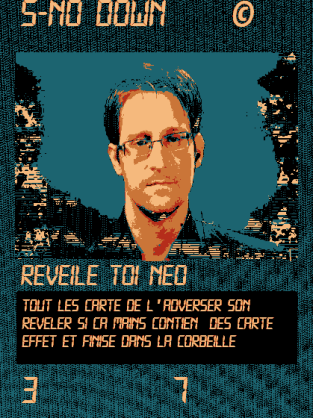 S-NO DOWN ©
REVEILE TOI NEO
TOUT LES CARTE DE L'ADVERSER SON
REVELER SI CA MAINS CONTIEN DES CARTE
EFFET ET FINISE DANS LA CORBEILLE
3 7